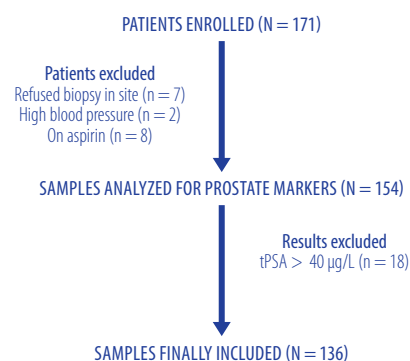 PATIENTS ENROLLED (N = 171)
Patients excluded
Refused biopsy in site (n = 7)
High blood pressure (n = 2)
On aspirin (n = 8)
SAMPLES ANALYZED FOR PROSTATE MARKERS (N = 154)
Results excluded
tPSA > 40 µg/L (n = 18)
SAMPLES FINALLY INCLUDED (N = 136)